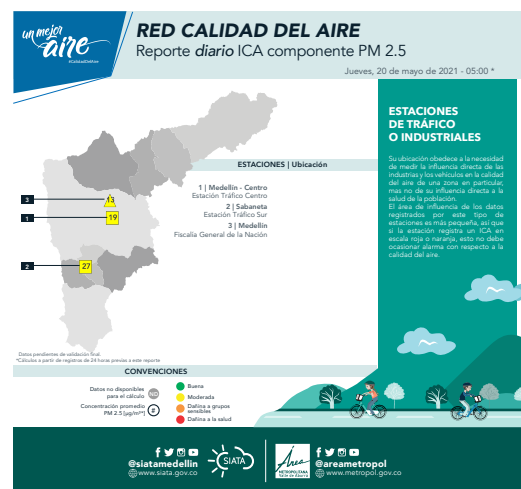 un mejor
aire
#CalidadDelAire
RED CALIDAD DEL AIRE
Reporte diario ICA componente PM 2.5
Jueves, 20 de mayo de 2021 - 05:00 *
ESTACIONES | Ubicación
1 | Medellín - Centro
Estación Tráfico Centro
2 | Sabaneta
Estación Tráfico Sur
3 | Medellín
Fiscalía General de la Nación
3
13
1
19
2
27
ESTACIONES
DE TRÁFICO
O INDUSTRIALES
Su ubicación obedece a la necesidad
de medir la influencia directa de las
industrias y los vehículos en la calidad
del aire de una zona en particular,
mas no de su influencia directa a la
salud de la población.
El área de influencia de los datos
registrados por este tipo de
estaciones es más pequeña, así que
si la estación registra un ICA en
escala roja o naranja, esto no debe
ocasionar alarma con respecto a la
calidad del aire.
Datos pendientes de validación final.
*Cálculos a partir de registros de 24 horas previas a este reporte
CONVENCIONES
Datos no disponibles
para el cálculo
ND
Concentración promedio
PM 2.5 (µg/m³)
#
Buena
Moderada
Dañina a grupos
sensibles
Dañina a la salud
@siatamedellin
www.siata.gov.co
SIATA
Área
METROPOLITANA
Valle de Aburrá
@areametropol
www.metropol.gov.co